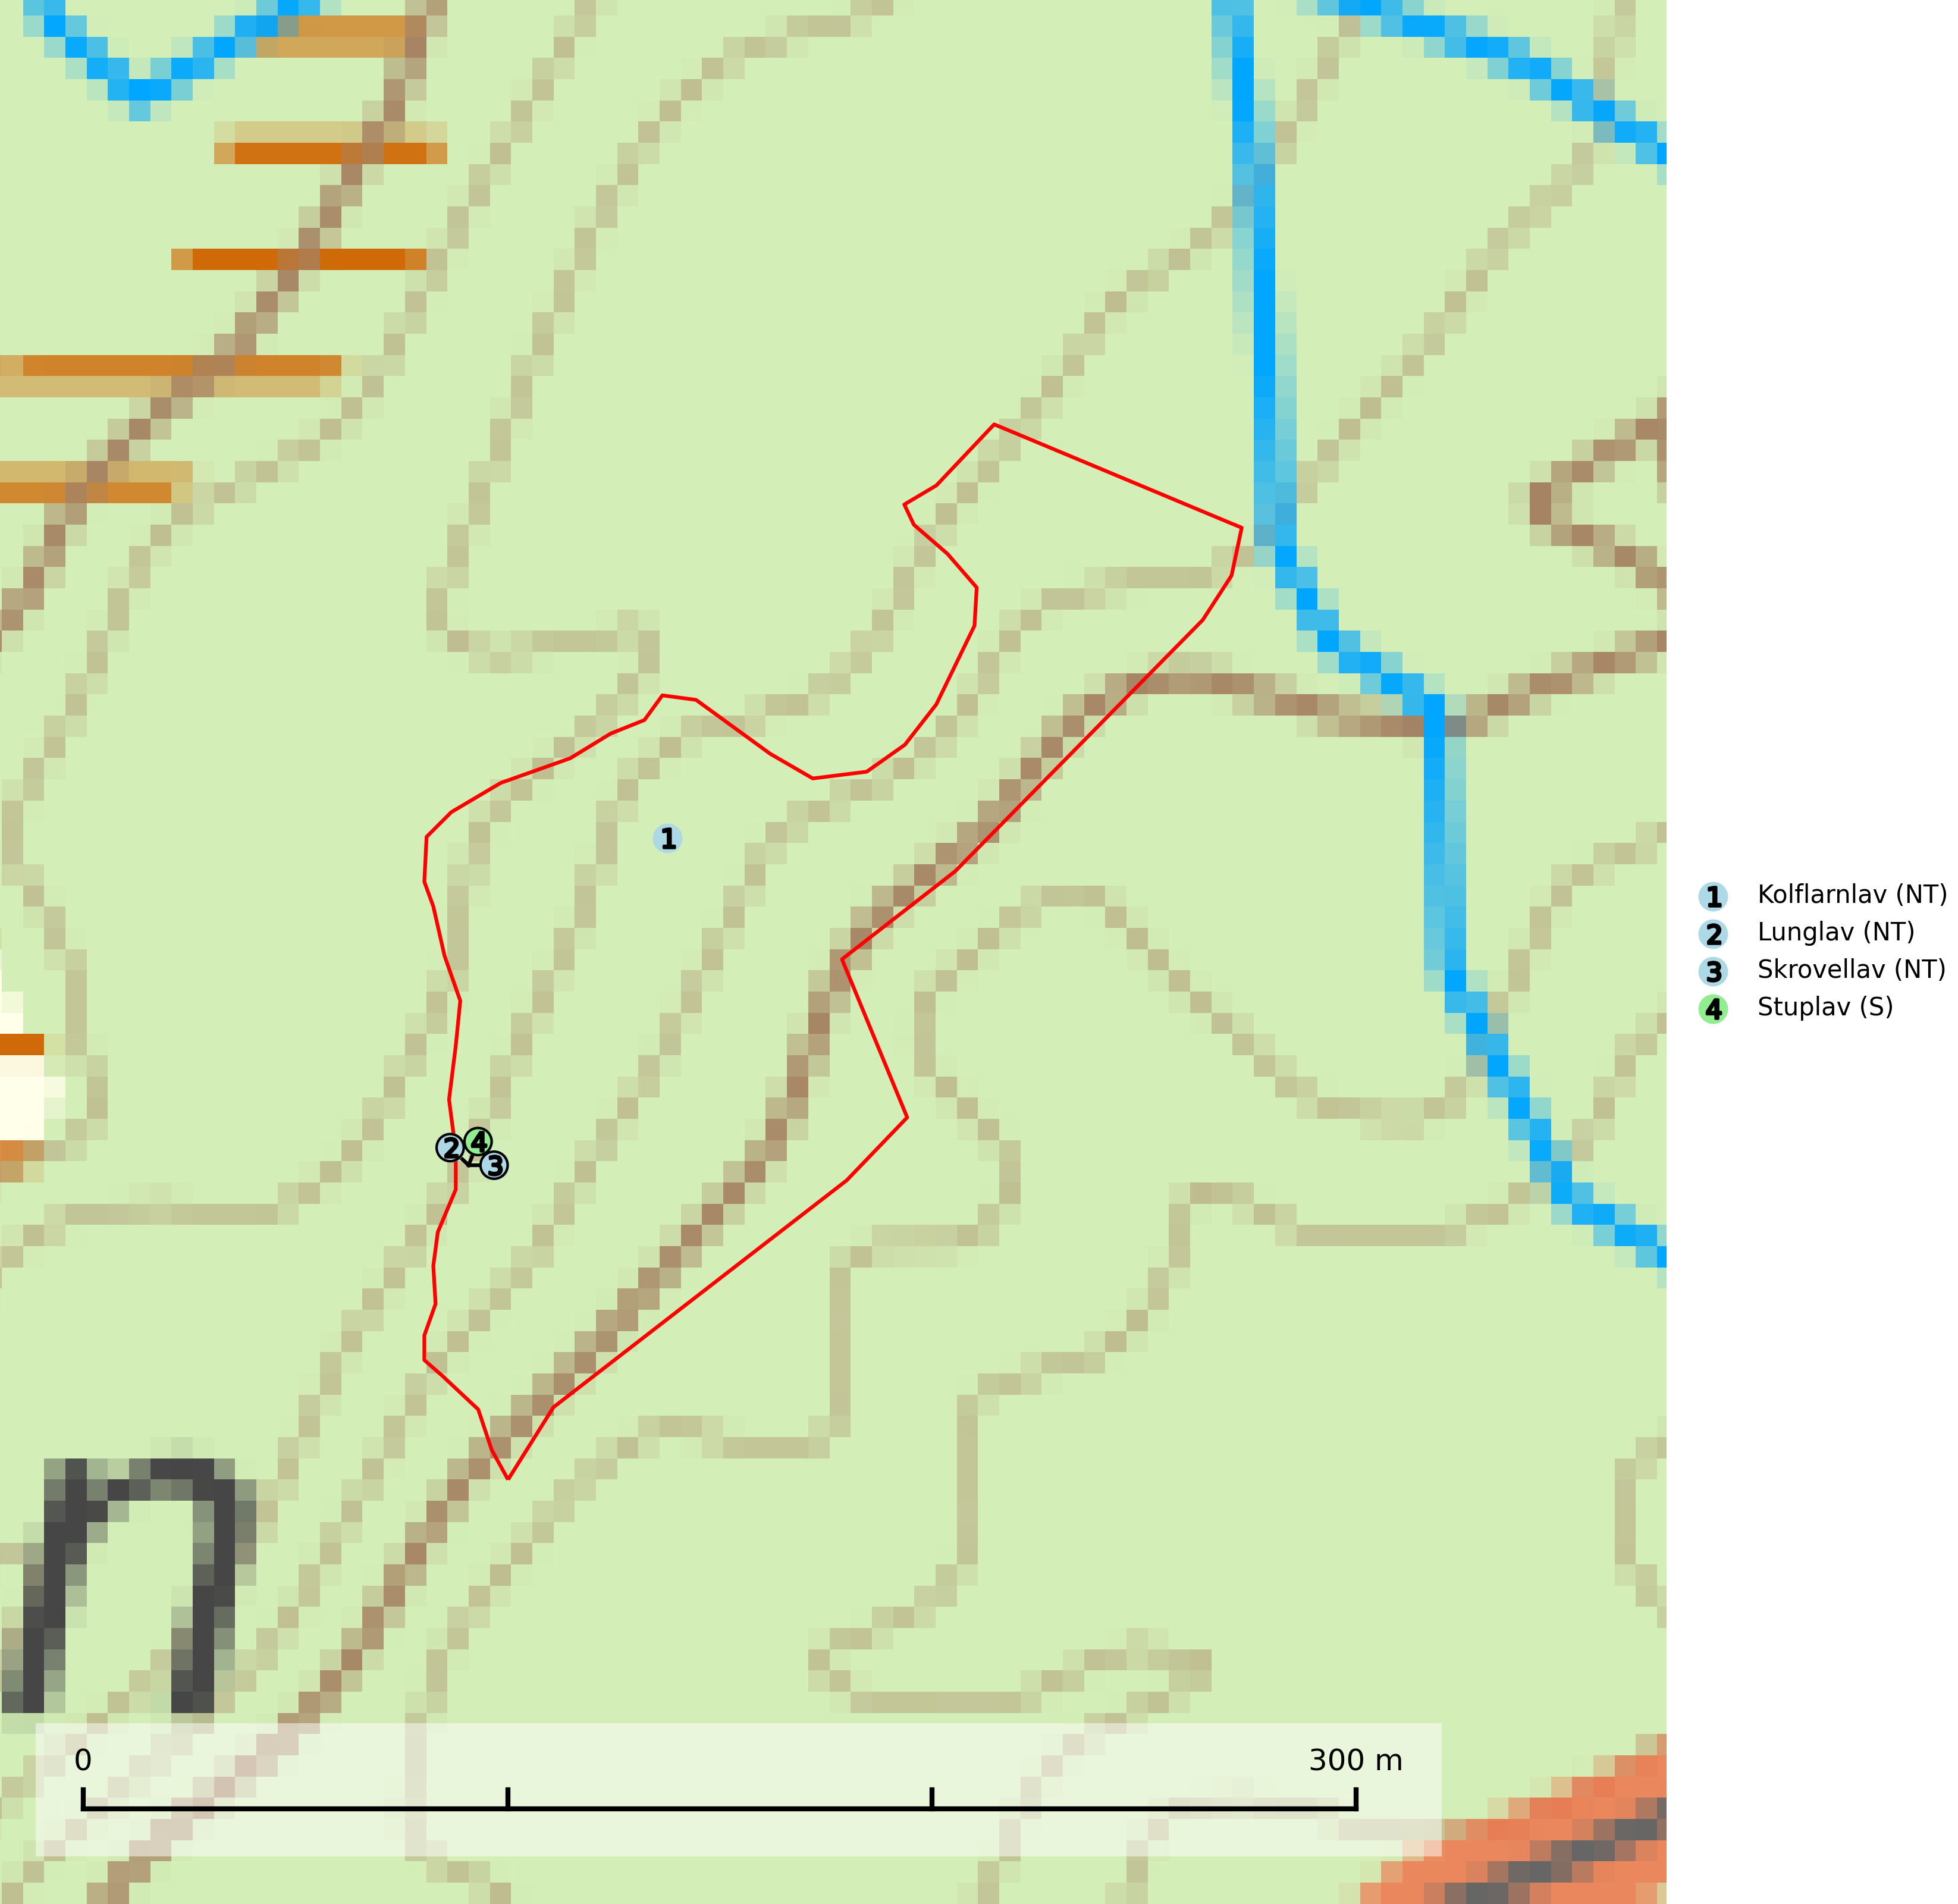 1
2 4
3
1 Kolflarnlav (NT)
2 Lunglav (NT)
3 Skrovellav (NT)
4 Stuplav (S)
0 300 m